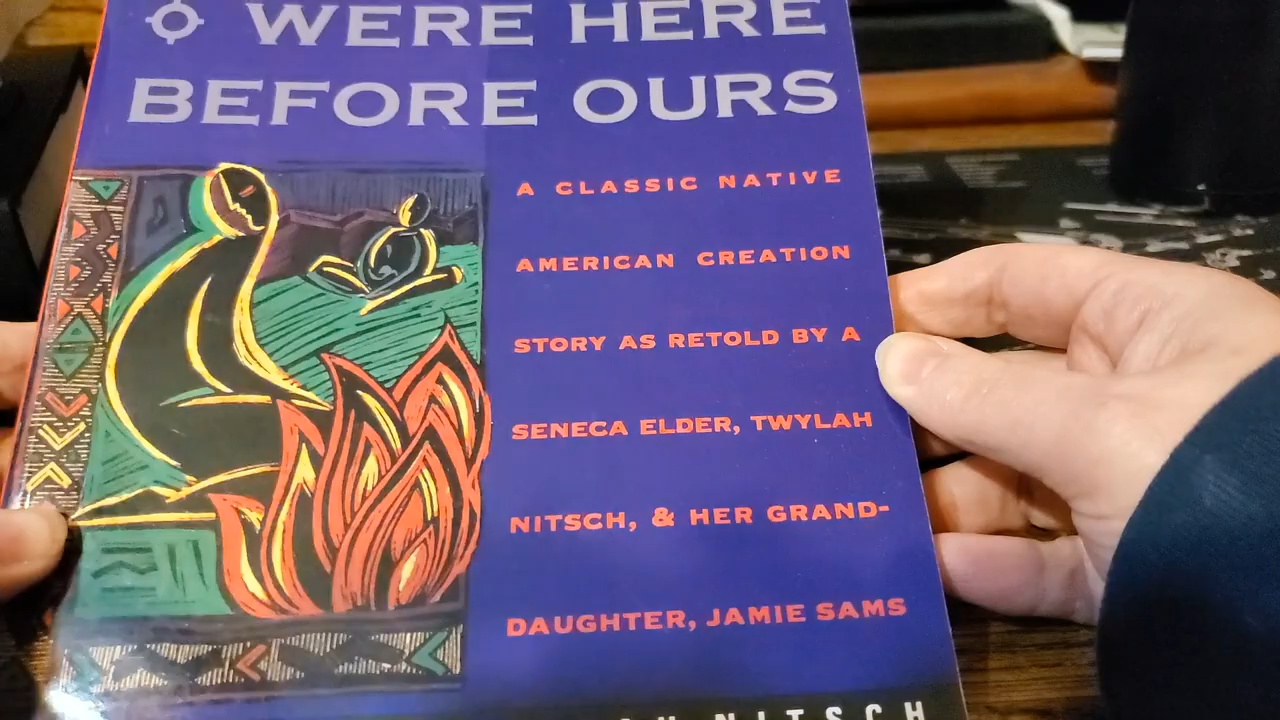 WERE HERE
BEFORE OURS
A CLASSIC NATIVE
AMERICAN CREATION
STORY AS RETOLD BY A
SENECA ELDER, TWYLAH
NITSCH, & HER GRAND-
DAUGHTER, JAMIE SAMS
NITSCH